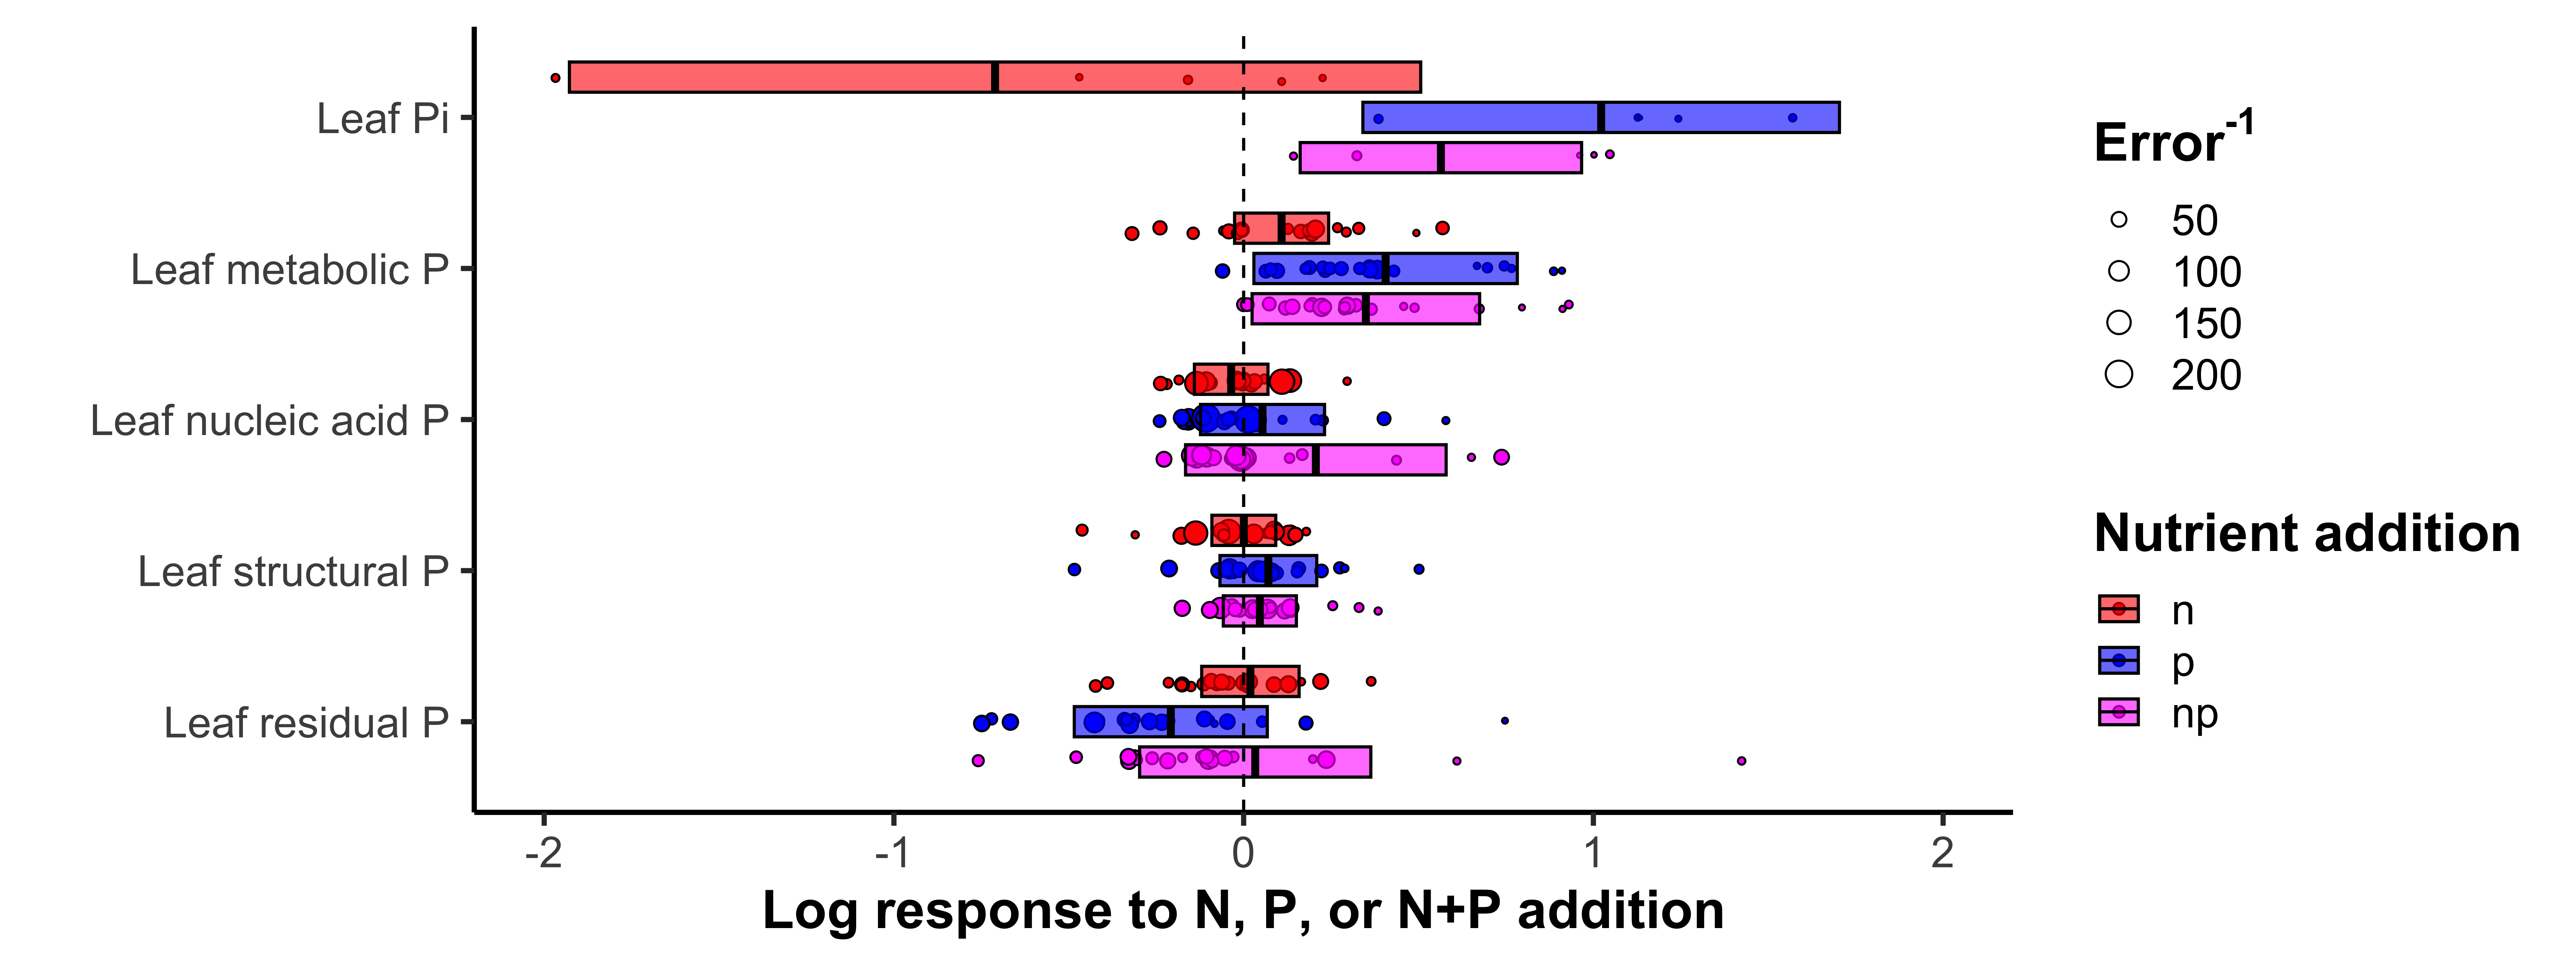 Leaf Pi
Leaf metabolic P
Leaf nucleic acid P
Leaf structural P
Leaf residual P
-2 -1 0 1 2
Log response to N, P, or N+P addition
Error-1
50
100
150
200
Nutrient addition
n
p
np